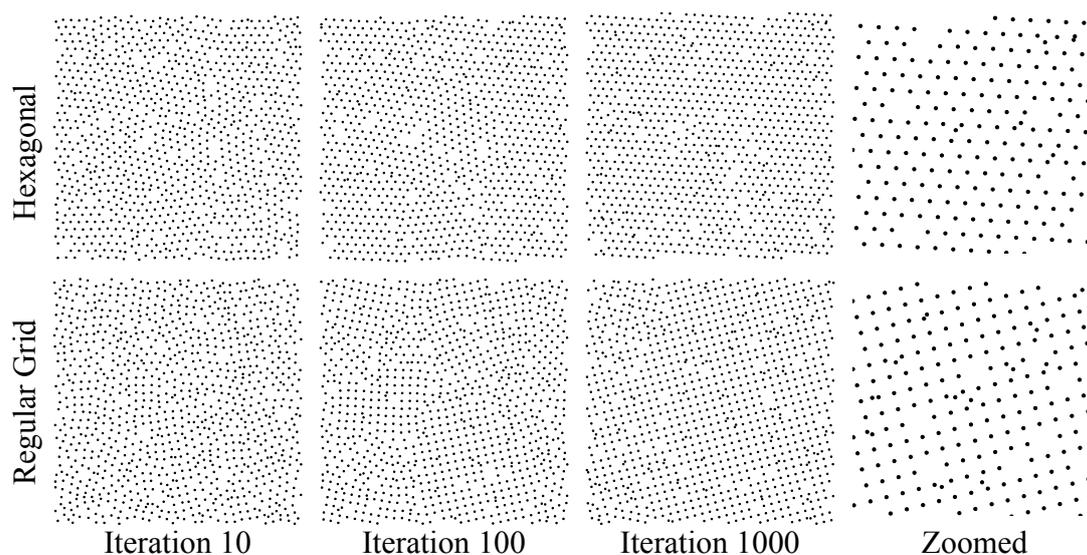 Hexagonal
Regular Grid
Iteration 10
Iteration 100
Iteration 1000
Zoomed